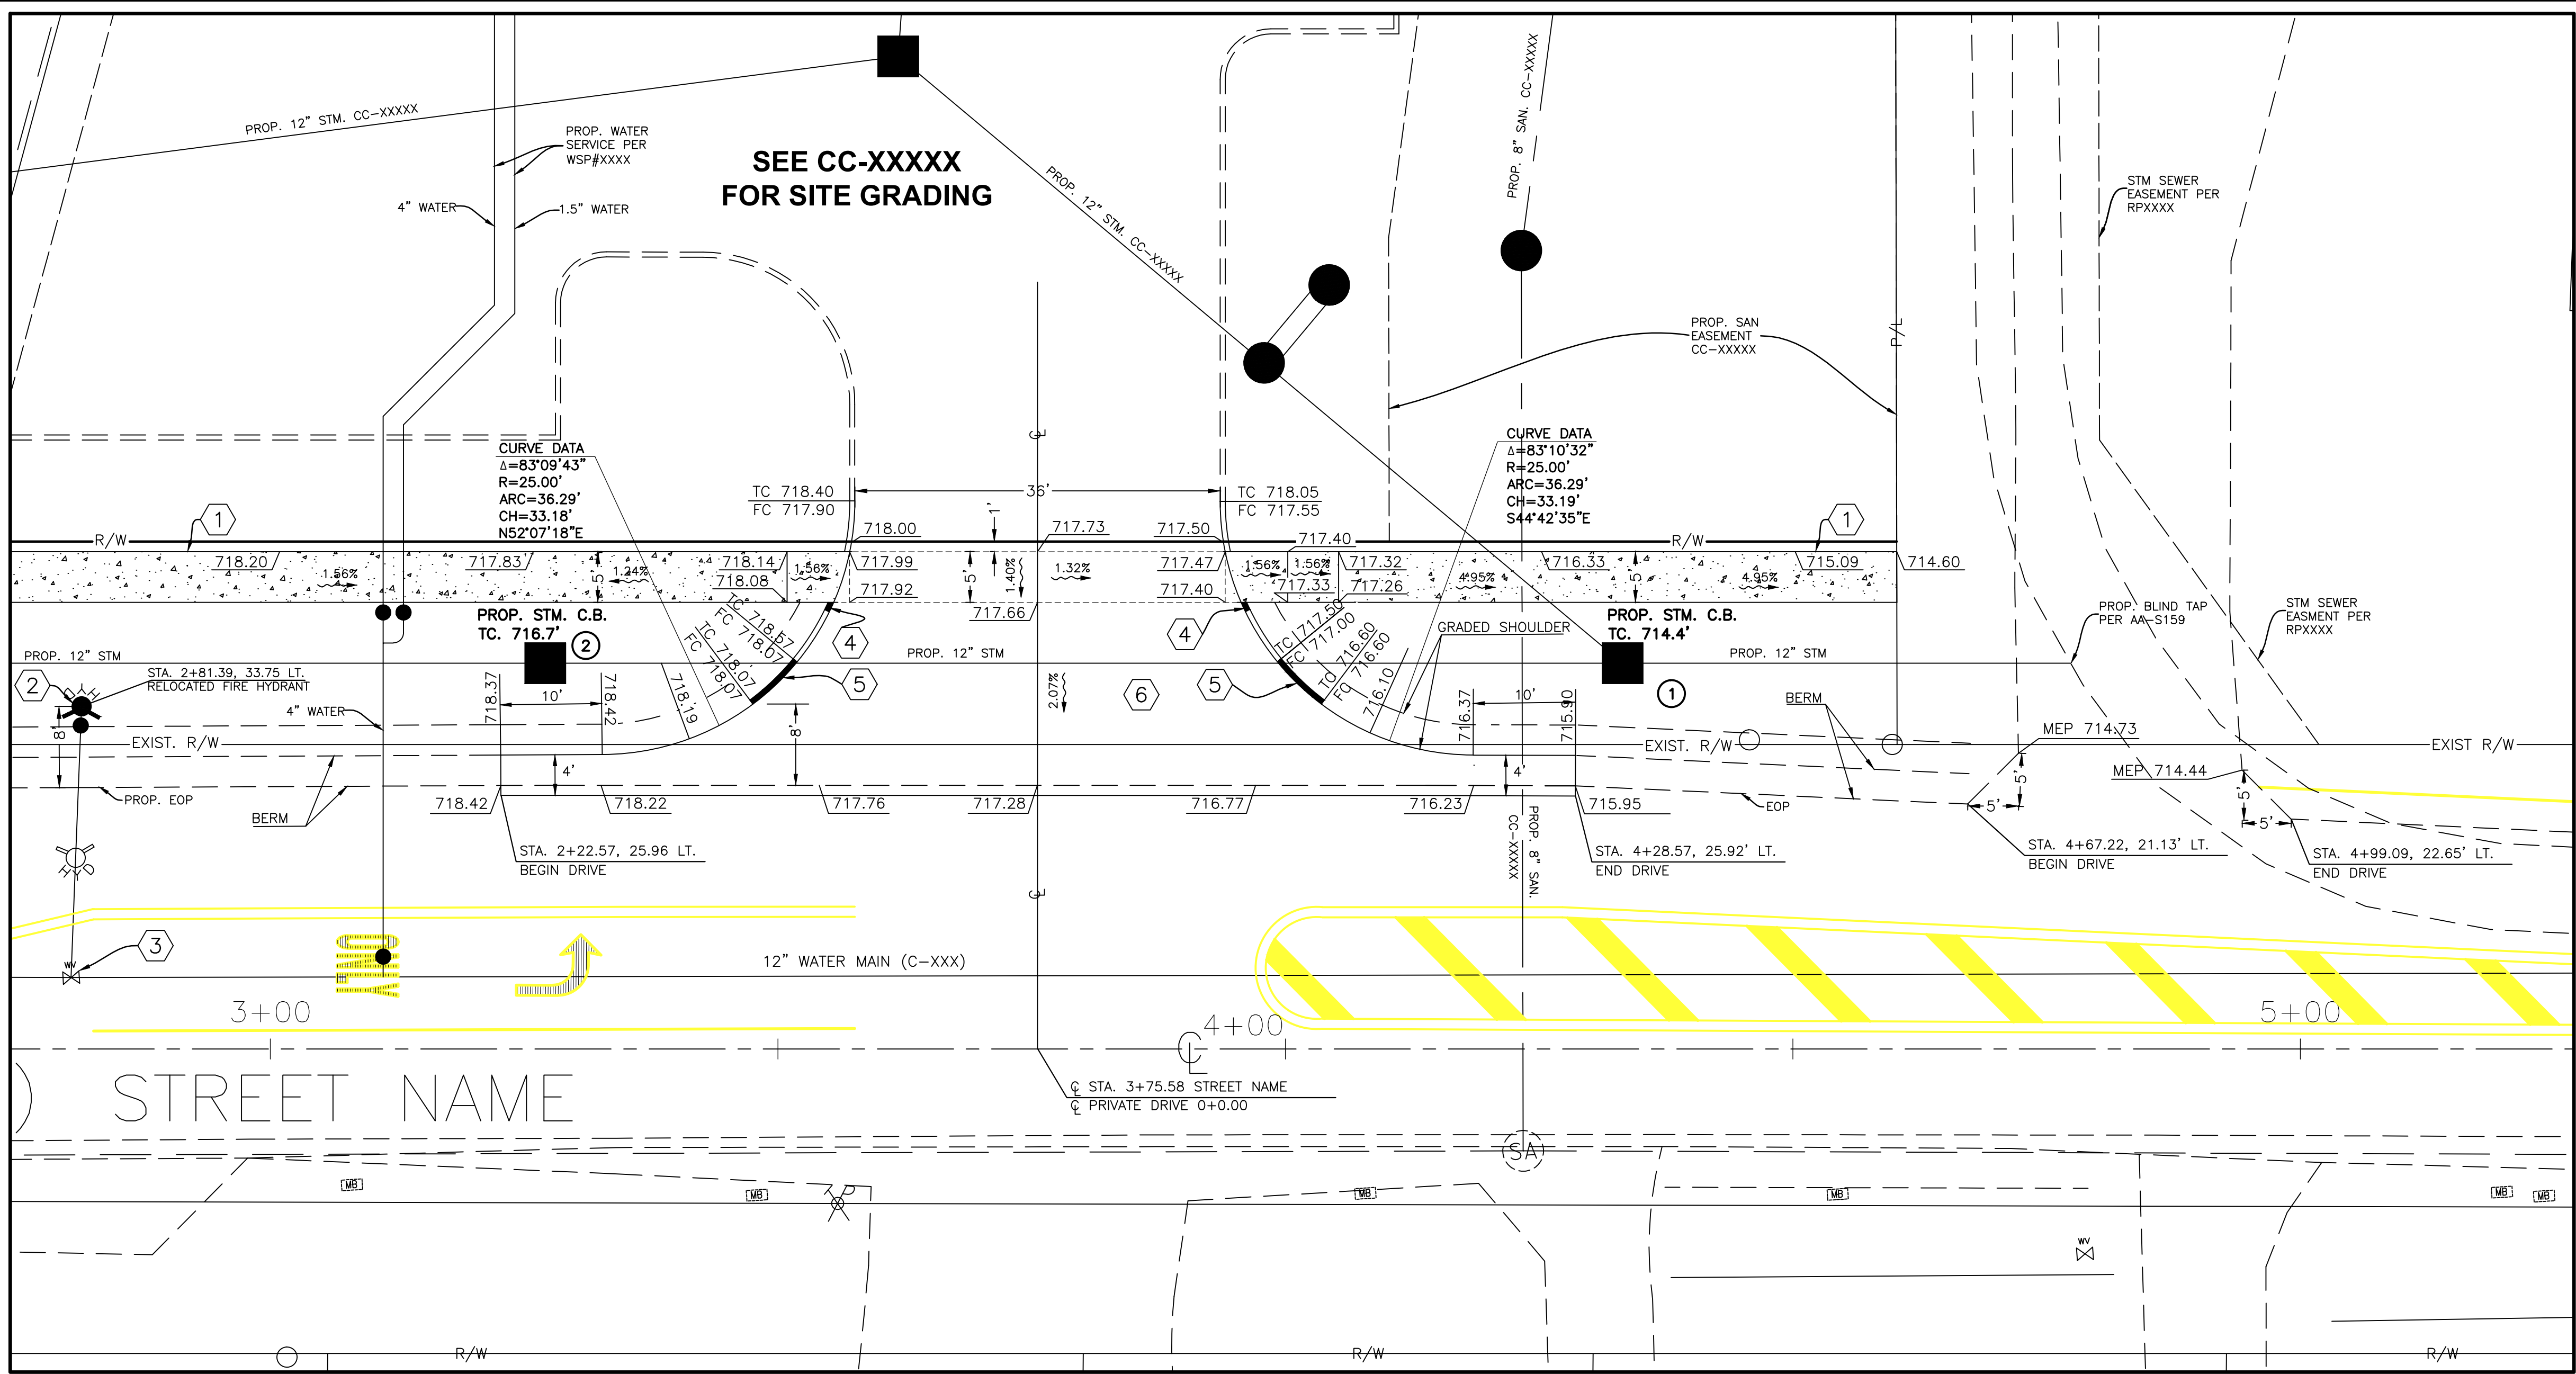 PROP. 12" STM. CC-XXXXX
PROP. WATER
SERVICE PER
WSP#XXXX
4" WATER
1.5" WATER
SEE CC-XXXXX
FOR SITE GRADING
PROP. 12" STM. CC-XXXXX
PROP. 8" SAN. CC-XXXXX
STM SEWER
EASEMENT PER
RPXXXX
PROP. SAN
EASEMENT
CC-XXXXX
P/L
CURVE DATA
Δ=83°09'43"
R=25.00'
ARC=36.29'
CH=33.18'
N52°07'18"E
CURVE DATA
Δ=83°10'32"
R=25.00'
ARC=36.29'
CH=33.19'
S44°42'35"E
℄
TC 718.40
FC 717.90
36'
TC 718.05
FC 717.55
1'
1
1
R/W
718.00
717.73
717.50
717.40
R/W
718.20
1.56%
717.83
5'
1.24%
718.14
718.08
1.56%
717.99
717.92
5'
1.40%
1.32%
717.66
717.47
717.40
1.56%
1.56%
717.33
717.32
717.26
4.95%
716.33
5'
4.95%
715.09
714.60
PROP. STM. C.B.
TC. 716.7'
2
TC 718.57
FC 718.07
TC 718.07
FC 718.07
4
5
PROP. 12" STM
4
5
TC 717.50
FC 717.00
TC 716.60
FC 716.60
GRADED SHOULDER
PROP. STM. C.B.
TC. 714.4'
1
PROP. 12" STM
PROP. BLIND TAP
PER AA-S159
STM SEWER
EASMENT PER
RPXXXX
PROP. 12" STM
2
HYD
STA. 2+81.39, 33.75 LT.
RELOCATED FIRE HYDRANT
8'
4" WATER
718.37
10'
718.42
718.19
8'
2.07%
6
716.10
716.37
10'
715.90
BERM
MEP 714.73
MEP 714.44
EXIST. R/W
EXIST. R/W
EXIST R/W
PROP. EOP
BERM
4'
4'
EOP
5'
5'
5'
5'
718.42
718.22
717.76
717.28
716.77
716.23
715.95
STA. 2+22.57, 25.96 LT.
BEGIN DRIVE
PROP. 8" SAN.
CC-XXXXX
STA. 4+28.57, 25.92' LT.
END DRIVE
STA. 4+67.22, 21.13' LT.
BEGIN DRIVE
STA. 4+99.09, 22.65' LT.
END DRIVE
HYD
℄
WV
3
ONLY
12" WATER MAIN (C-XXX)
3+00
4+00
5+00
℄
) STREET NAME
℄ STA. 3+75.58 STREET NAME
℄ PRIVATE DRIVE 0+0.00
SA
MB
MB
MB
MB
MB
MB
WV
R/W
R/W
R/W